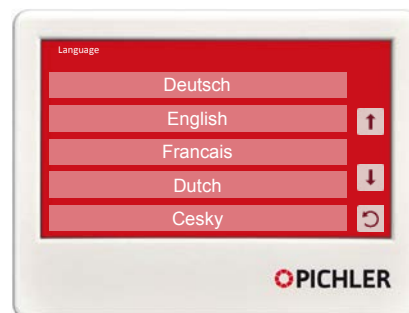 Language
Deutsch
English
Francais
Dutch
Cesky
PICHLER